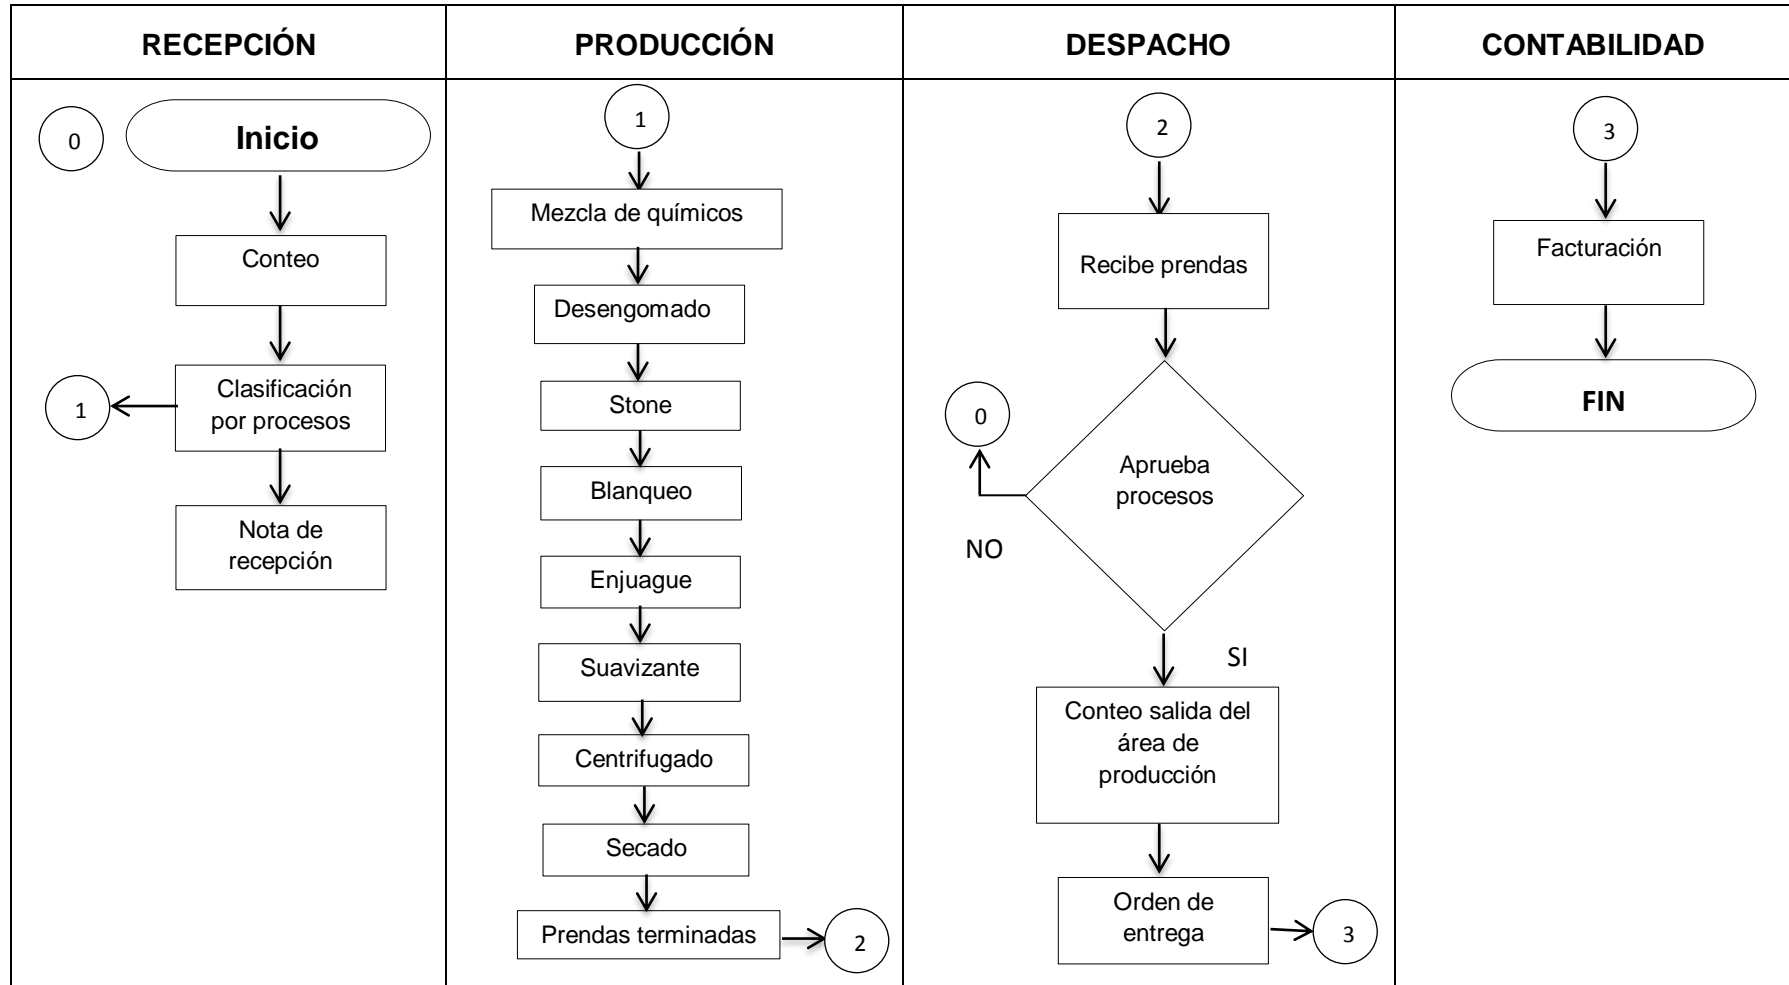 RECEPCIÓN
PRODUCCIÓN
DESPACHO
CONTABILIDAD
0
Inicio
Conteo
Clasificación
por procesos
1
Nota de
recepción
1
Mezcla de químicos
Desengomado
Stone
Blanqueo
Enjuague
Suavizante
Centrifugado
Secado
Prendas terminadas
2
2
Recibe prendas
0
Aprueba
procesos
NO
SI
Conteo salida del
área de
producción
Orden de
entrega
3
3
Facturación
FIN